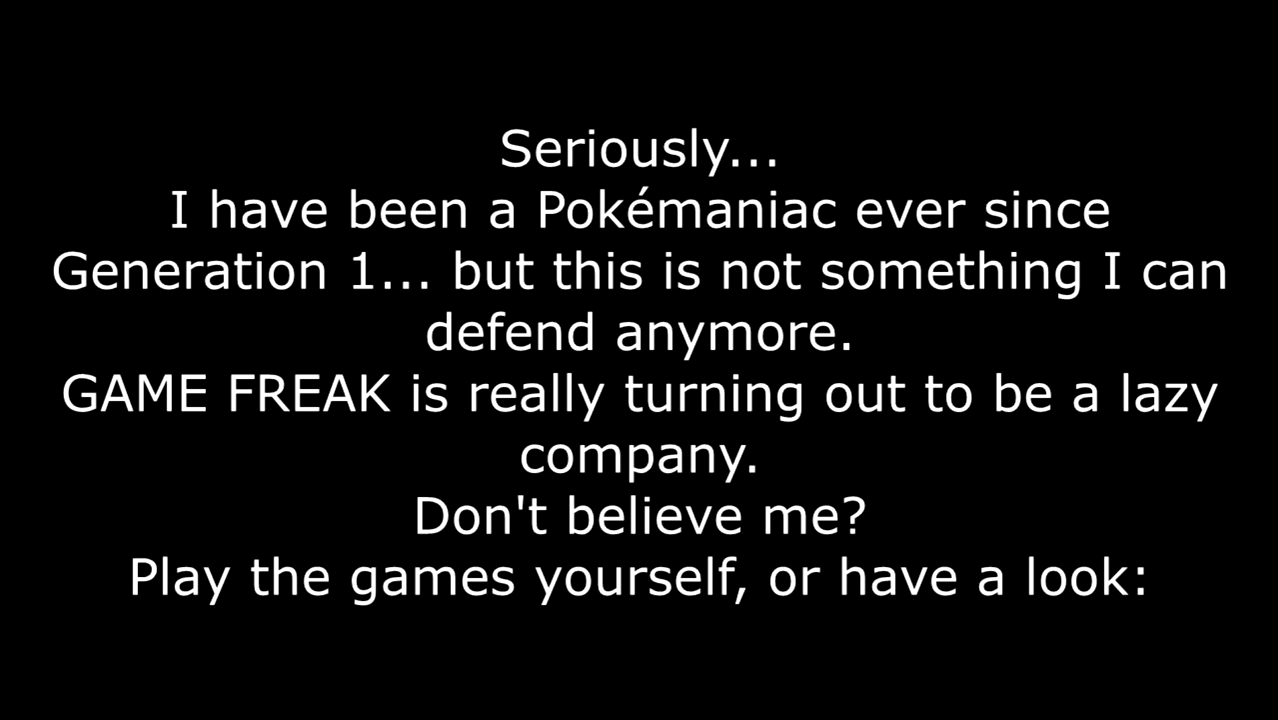 Seriously...
I have been a Pokémaniac ever since
Generation 1... but this is not something I can
defend anymore.
GAME FREAK is really turning out to be a lazy
company.
Don't believe me?
Play the games yourself, or have a look: